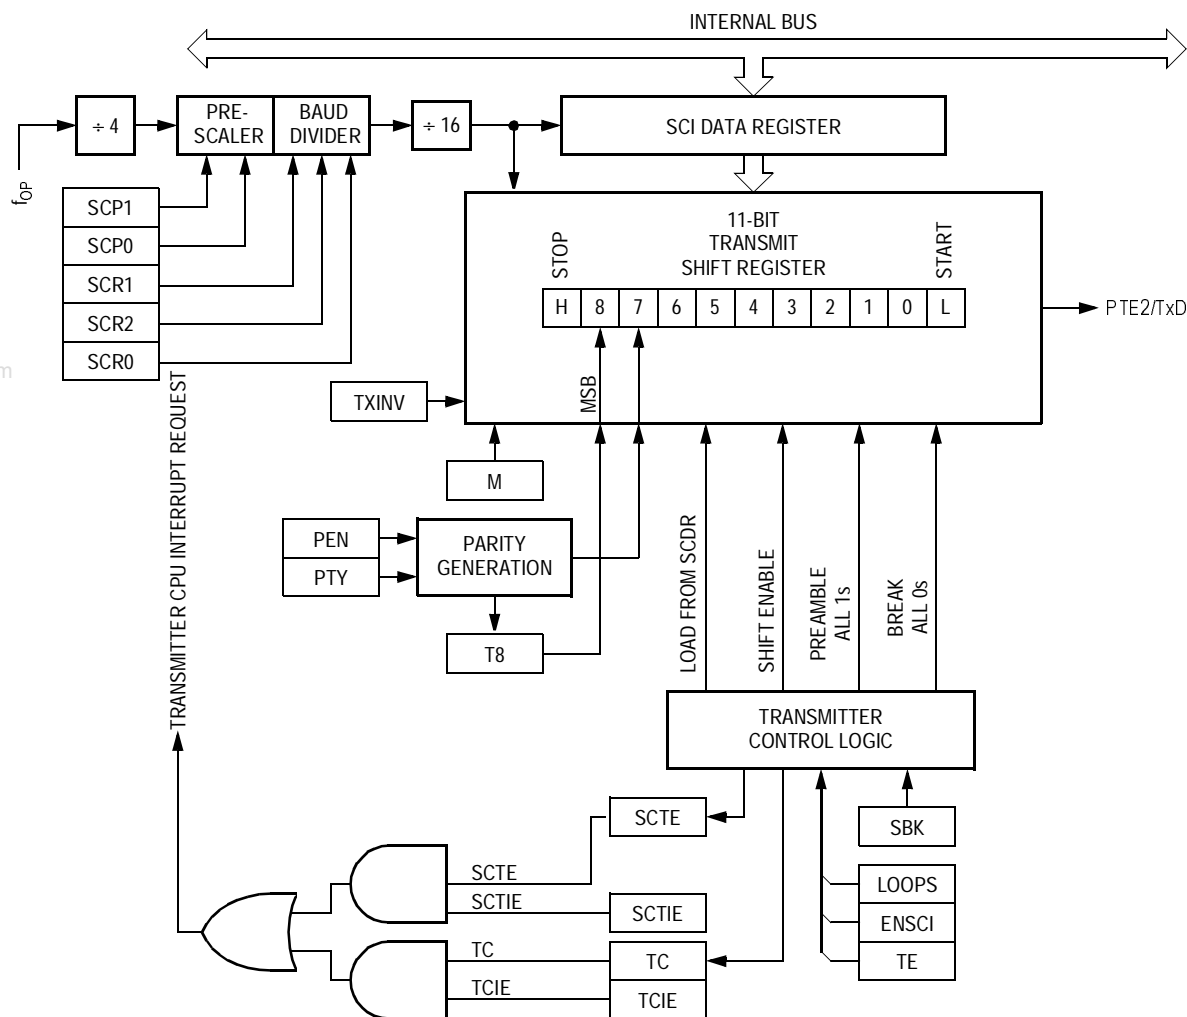 INTERNAL BUS
÷ 4
PRE-
SCALER
BAUD
DIVIDER
÷ 16
SCI DATA REGISTER
fOP
SCP1
SCP0
SCR1
SCR2
SCR0
11-BIT
TRANSMIT
SHIFT REGISTER
STOP
START
H 8 7 6 5 4 3 2 1 0 L
PTE2/TxD
m
TXINV
MSB
M
TRANSMITTER CPU INTERRUPT REQUEST
PEN
PTY
PARITY
GENERATION
T8
LOAD FROM SCDR
SHIFT ENABLE
PREAMBLE
ALL 1s
BREAK
ALL 0s
TRANSMITTER
CONTROL LOGIC
SCTE
SBK
SCTE
SCTIE
SCTIE
LOOPS
ENSCI
TE
TC
TC
TCIE
TCIE